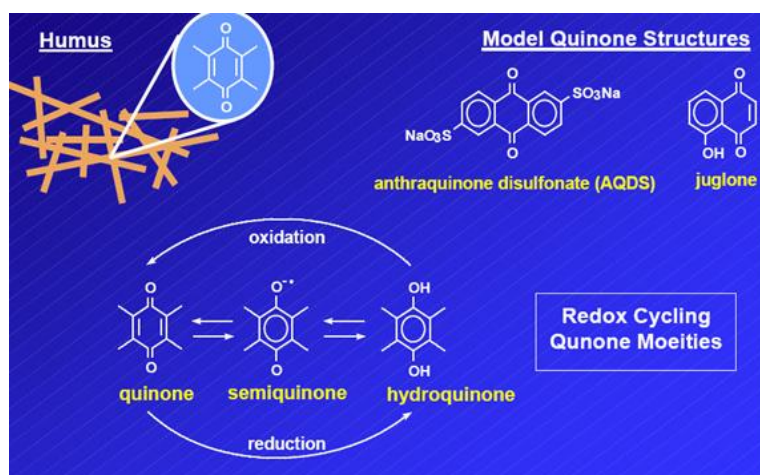 Humus
O
O
Model Quinone Structures
O
SO3Na
NaO3S
O
O
OH O
anthraquinone disulfonate (AQDS)
juglone
oxidation
O
O
O-•
O
OH
OH
quinone
semiquinone
hydroquinone
reduction
Redox Cycling
Qunone Moeities